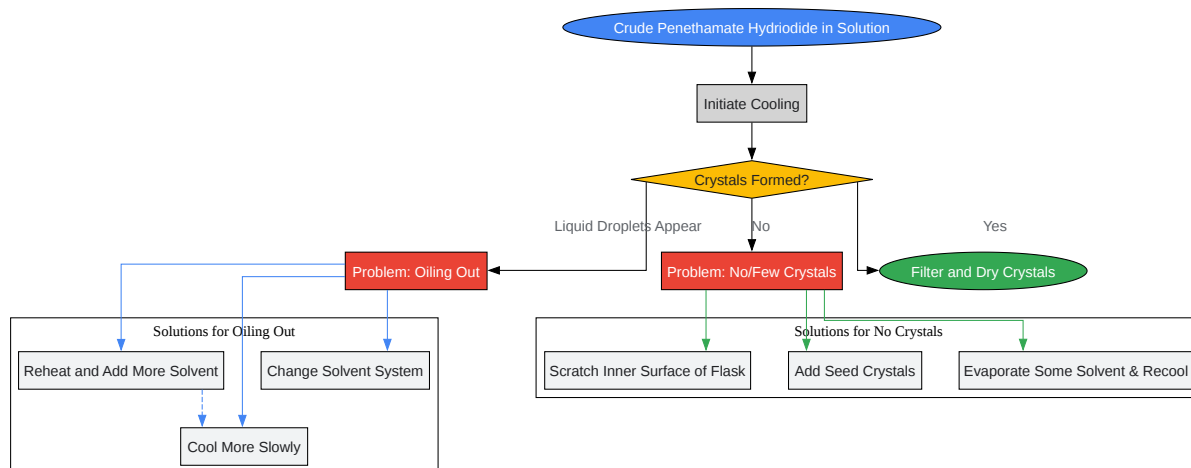 Crude Penethamate Hydriodide in Solution
Initiate Cooling
Crystals Formed?
Liquid Droplets Appear
No
Yes
Problem: Oiling Out
Problem: No/Few Crystals
Filter and Dry Crystals
Solutions for Oiling Out
Solutions for No Crystals
Reheat and Add More Solvent
Change Solvent System
Scratch Inner Surface of Flask
Add Seed Crystals
Evaporate Some Solvent & Recool
Cool More Slowly